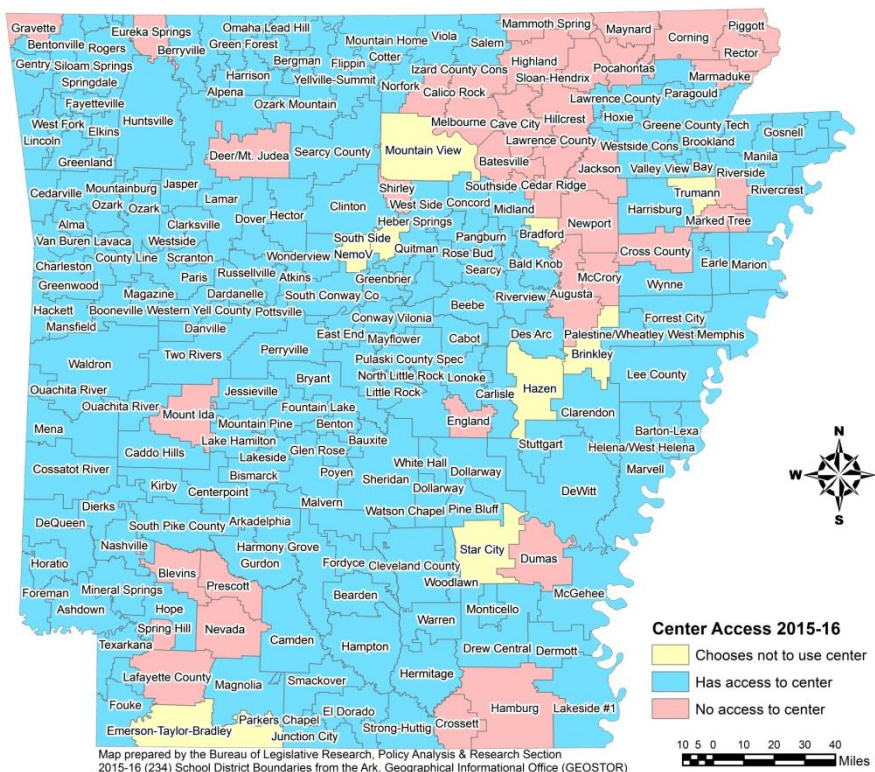 Gravette
Eureka Springs
Omaha Lead Hill
Mammoth Spring
Maynard
Piggott
Corning
Bentonville
Rogers
Berryville
Green Forest
Mountain Home
Viola
Salem
Rector
Bergman
Flippin
Cotter
Highland
Pocahontas
Gentry
Siloam Springs
Izard County Cons
Sloan-Hendrix
Marmaduke
Springdale
Harrison
Yellville-Summit
Norfork
Calico Rock
Alpena
Lawrence County
Paragould
Ozark Mountain
Fayetteville
Huntsville
Melbourne
Cave City
Hillcrest
Hoxie
Greene County Tech
Gosnell
West Fork
Elkins
Lincoln
Lawrence County
Westside Cons
Brookland
Greenland
Deer/Mt. Judea
Searcy County
Mountain View
Batesville
Jackson
Valley View
Bay
Manila
Riverside
Cedarville
Mountainburg
Jasper
Shirley
Southside
Cedar Ridge
Trumann
Rivercrest
Ozark
Ozark
Lamar
Clinton
West Side
Concord
Midland
Harrisburg
Marked Tree
Alma
Clarksville
Dover
Hector
Heber Springs
Newport
Van Buren
Lavaca
Westside
South Side
Bradford
Pangburn
Cross County
Charleston
County Line
Scranton
Wonderview
NemoV
Quitman
Rose Bud
Bald Knob
McCrory
Earle
Marion
Greenwood
Paris
Russellville
Atkins
Greenbrier
Searcy
Wynne
Hackett
Magazine
Dardanelle
South Conway Co
Riverview
Augusta
Booneville
Western Yell County
Pottsville
Beebe
Mansfield
Danville
Conway
Vilonia
Forrest City
East End
Mayflower
Cabot
Des Arc
Palestine/Wheatley
West Memphis
Waldron
Two Rivers
Perryville
Pulaski County Spec
Brinkley
Ouachita River
Bryant
North Little Rock
Lonoke
Hazen
Lee County
Jessieville
Little Rock
Carlisle
Ouachita River
Mount Ida
Fountain Lake
England
Clarendon
Mena
Mountain Pine
Benton
Lake Hamilton
Bauxite
Stuttgart
Barton-Lexa
Caddo Hills
Lakeside
Glen Rose
Helena/West Helena
Cossatot River
Bismarck
Poyen
White Hall
Dollarway
Marvell
Kirby
Centerpoint
Sheridan
Dollarway
DeWitt
Dierks
Malvern
Watson Chapel
Pine Bluff
DeQueen
South Pike County
Arkadelphia
Star City
Nashville
Harmony Grove
Horatio
Blevins
Gurdon
Fordyce
Cleveland County
Dumas
Foreman
Mineral Springs
Prescott
Woodlawn
McGehee
Ashdown
Hope
Bearden
Monticello
Spring Hill
Nevada
Warren
Texarkana
Camden
Hampton
Drew Central
Dermott
Lafayette County
Magnolia
Smackover
Hermitage
Fouke
El Dorado
Hamburg
Lakeside #1
Emerson-Taylor-Bradley
Parkers Chapel
Junction City
Strong-Huttig
Crossett
N
W
E
S
Center Access 2015-16
Chooses not to use center
Has access to center
No access to center
10 5 0 10 20 30 40
Miles
Map prepared by the Bureau of Legislative Research, Policy Analysis & Research Section
2015-16 (234) School District Boundaries from the Ark. Geographical Information Office (GEOSTOR)